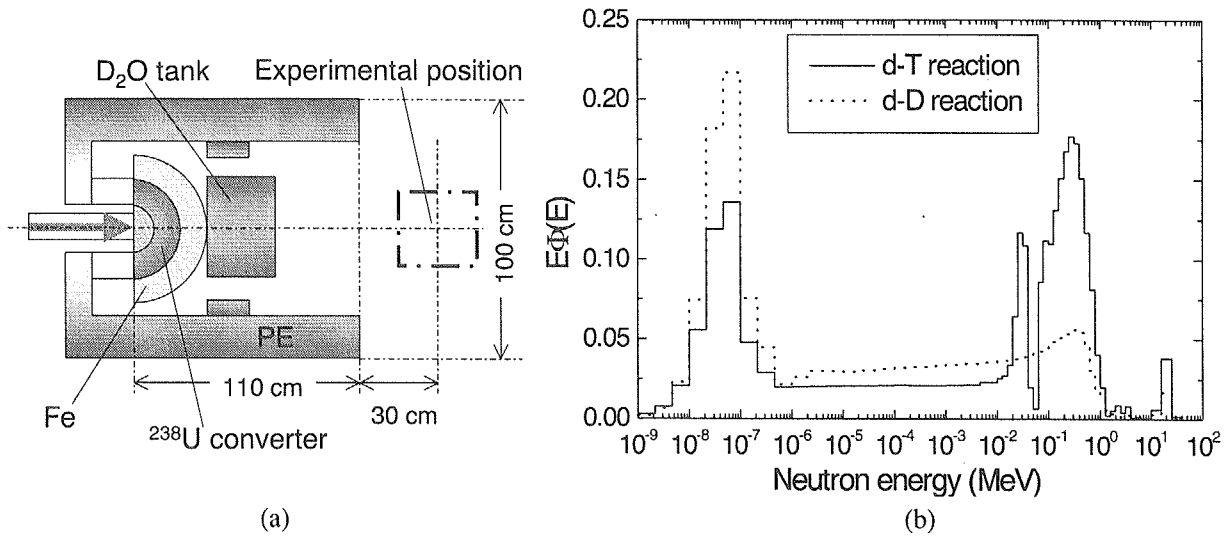 D₂O tank
Experimental position
100 cm
PE
110 cm
30 cm
Fe
²³⁸U converter
(a)
0.25
0.20
0.15
0.10
0.05
0.00
EΦ(E)
d-T reaction
d-D reaction
10⁻⁹ 10⁻⁸ 10⁻⁷ 10⁻⁶ 10⁻⁵ 10⁻⁴ 10⁻³ 10⁻² 10⁻¹ 10⁰ 10¹ 10²
Neutron energy (MeV)
(b)